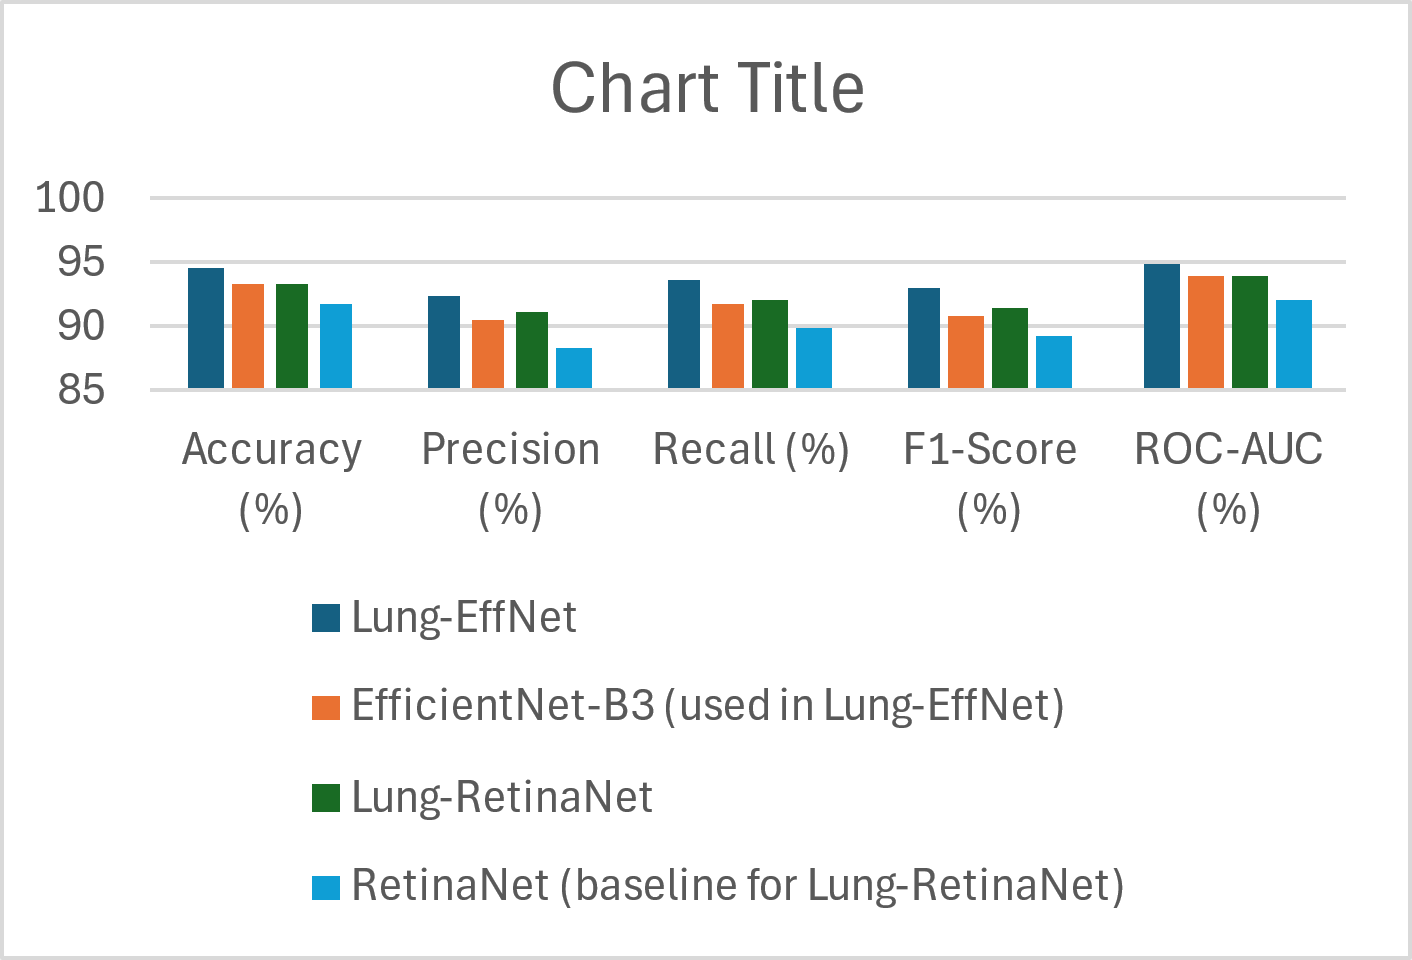 Chart Title
100
95
90
85
Accuracy (%)
Precision (%)
Recall (%)
F1-Score (%)
ROC-AUC (%)
Lung-EffNet
EfficientNet-B3 (used in Lung-EffNet)
Lung-RetinaNet
RetinaNet (baseline for Lung-RetinaNet)